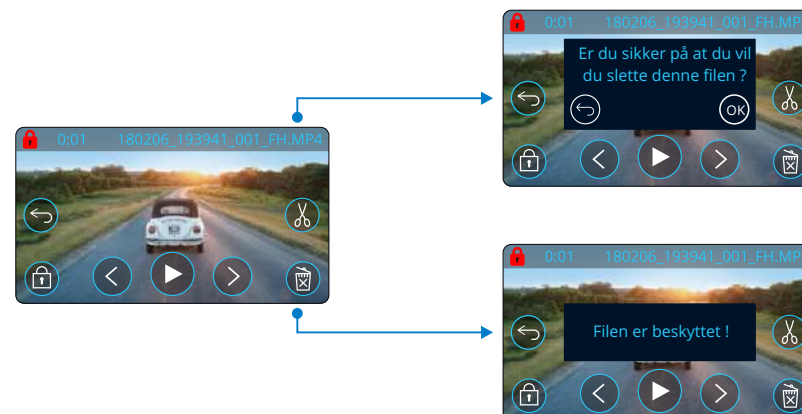 0:01 180206_193941_001_FH.MP4
0:01 180206_193941_001_FH.MP
Er du sikker på at du vil
du slette denne filen ?
OK
0:01 180206_193941_001_FH.MP
Filen er beskyttet !